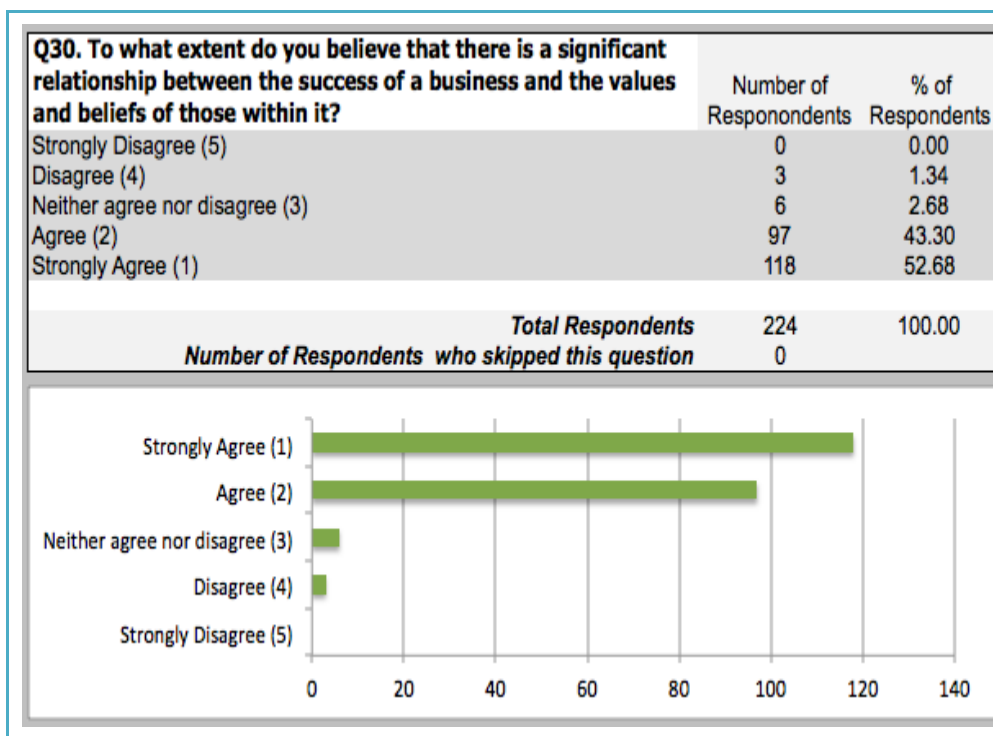 Q30. To what extent do you believe that there is a significant
relationship between the success of a business and the values
and beliefs of those within it?
Number of
Responondents
% of
Respondents
Strongly Disagree (5) 0 0.00
Disagree (4) 3 1.34
Neither agree nor disagree (3) 6 2.68
Agree (2) 97 43.30
Strongly Agree (1) 118 52.68
Total Respondents 224 100.00
Number of Respondents who skipped this question 0
Strongly Agree (1)
Agree (2)
Neither agree nor disagree (3)
Disagree (4)
Strongly Disagree (5)
0 20 40 60 80 100 120 140